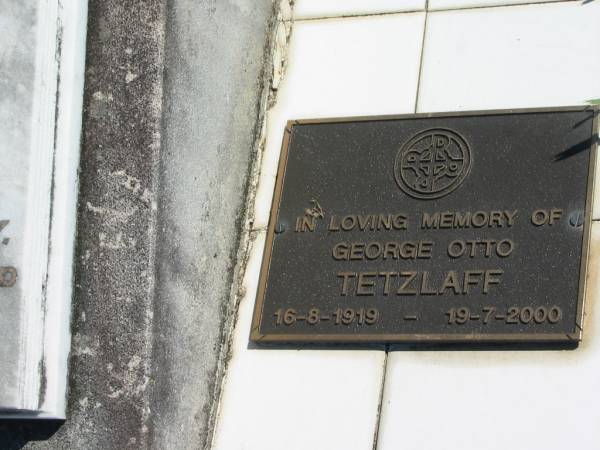 IN LOVING MEMORY OF
GEORGE OTTO
TETZLAFF
16-8-1919 - 19-7-2000